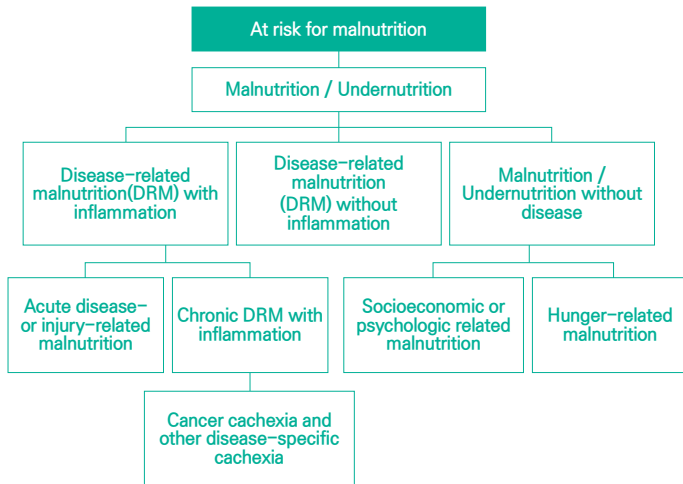 At risk for malnutrition
Malnutrition / Undernutrition
Disease-related
malnutrition(DRM) with
inflammation
Disease-related
malnutrition
(DRM) without
inflammation
Malnutrition /
Undernutrition without
disease
Acute disease-
or injury-related
malnutrition
Chronic DRM with
inflammation
Socioeconomic or
psychologic related
malnutrition
Hunger-related
malnutrition
Cancer cachexia and
other disease-specific
cachexia